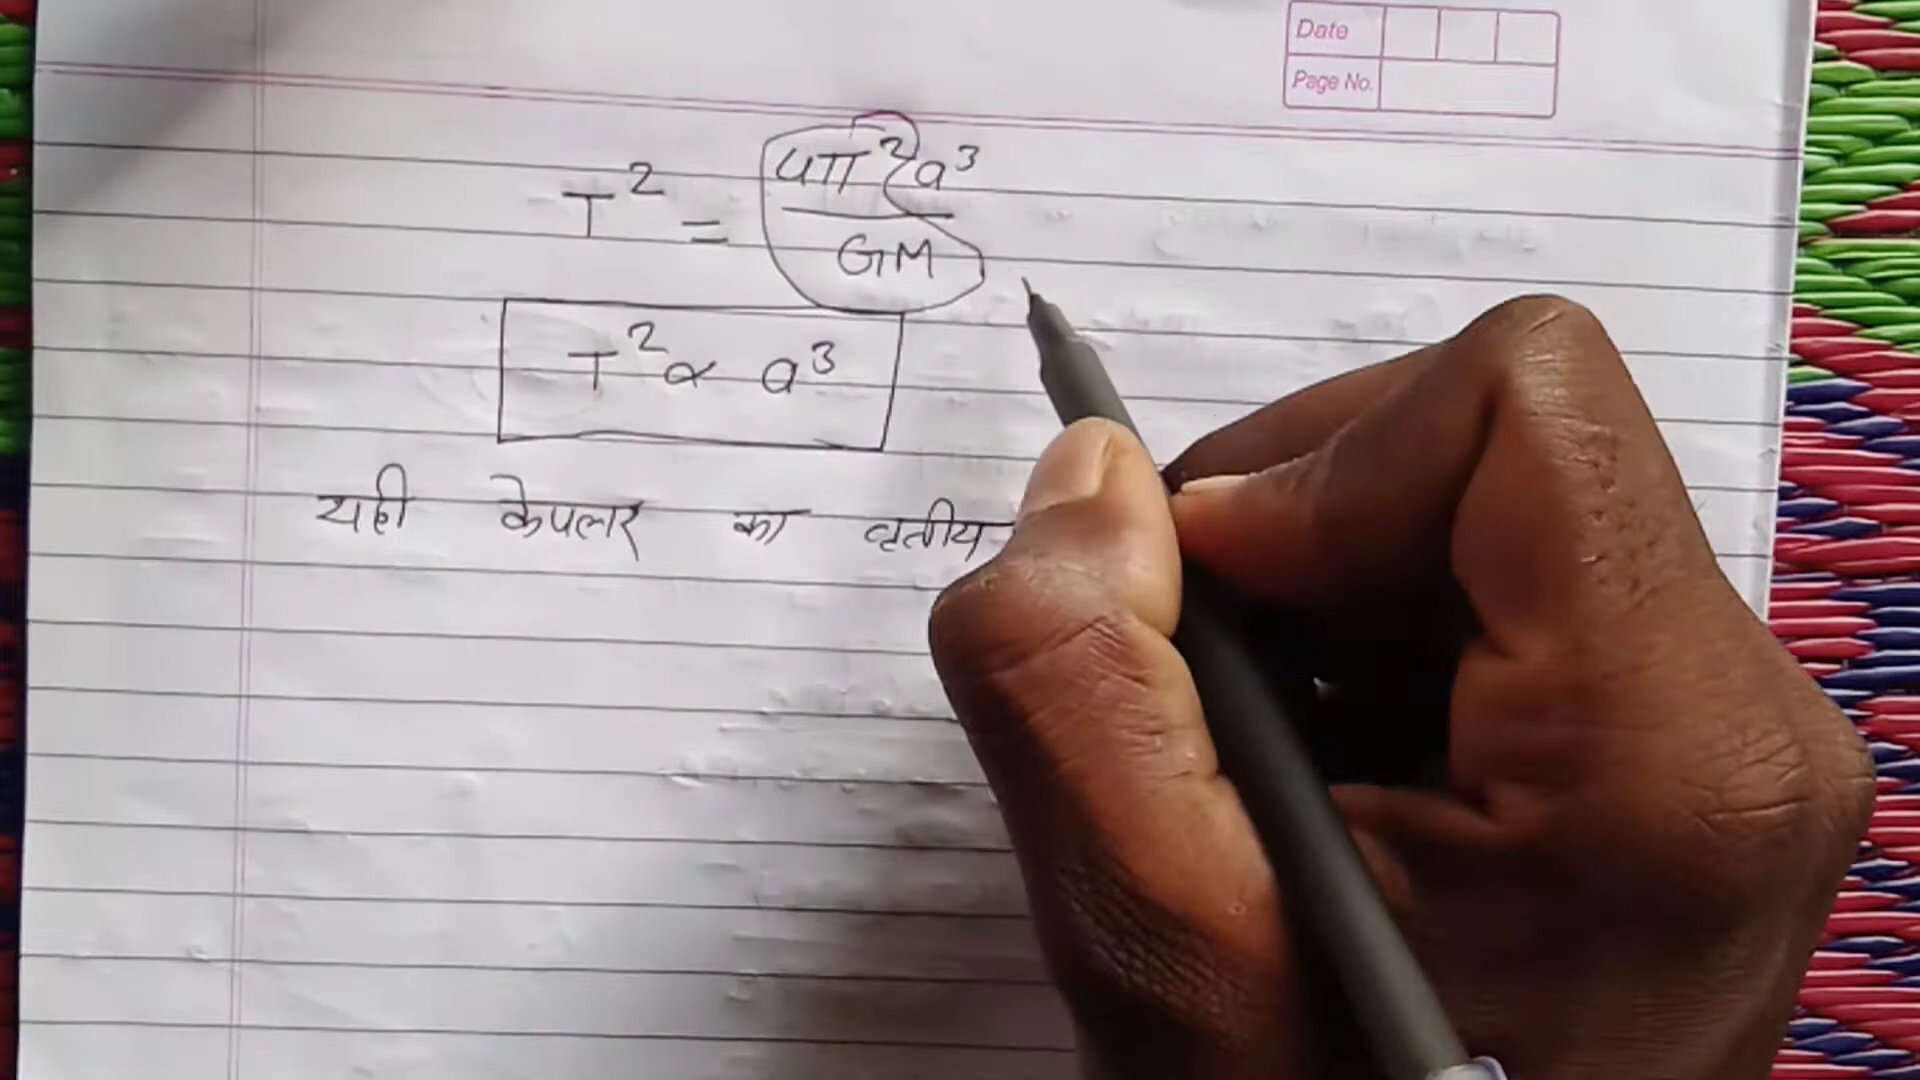 Date
Page No.
T² = 4π²a³ / GM
T² ∝ a³
यही केपलर का तृतीय